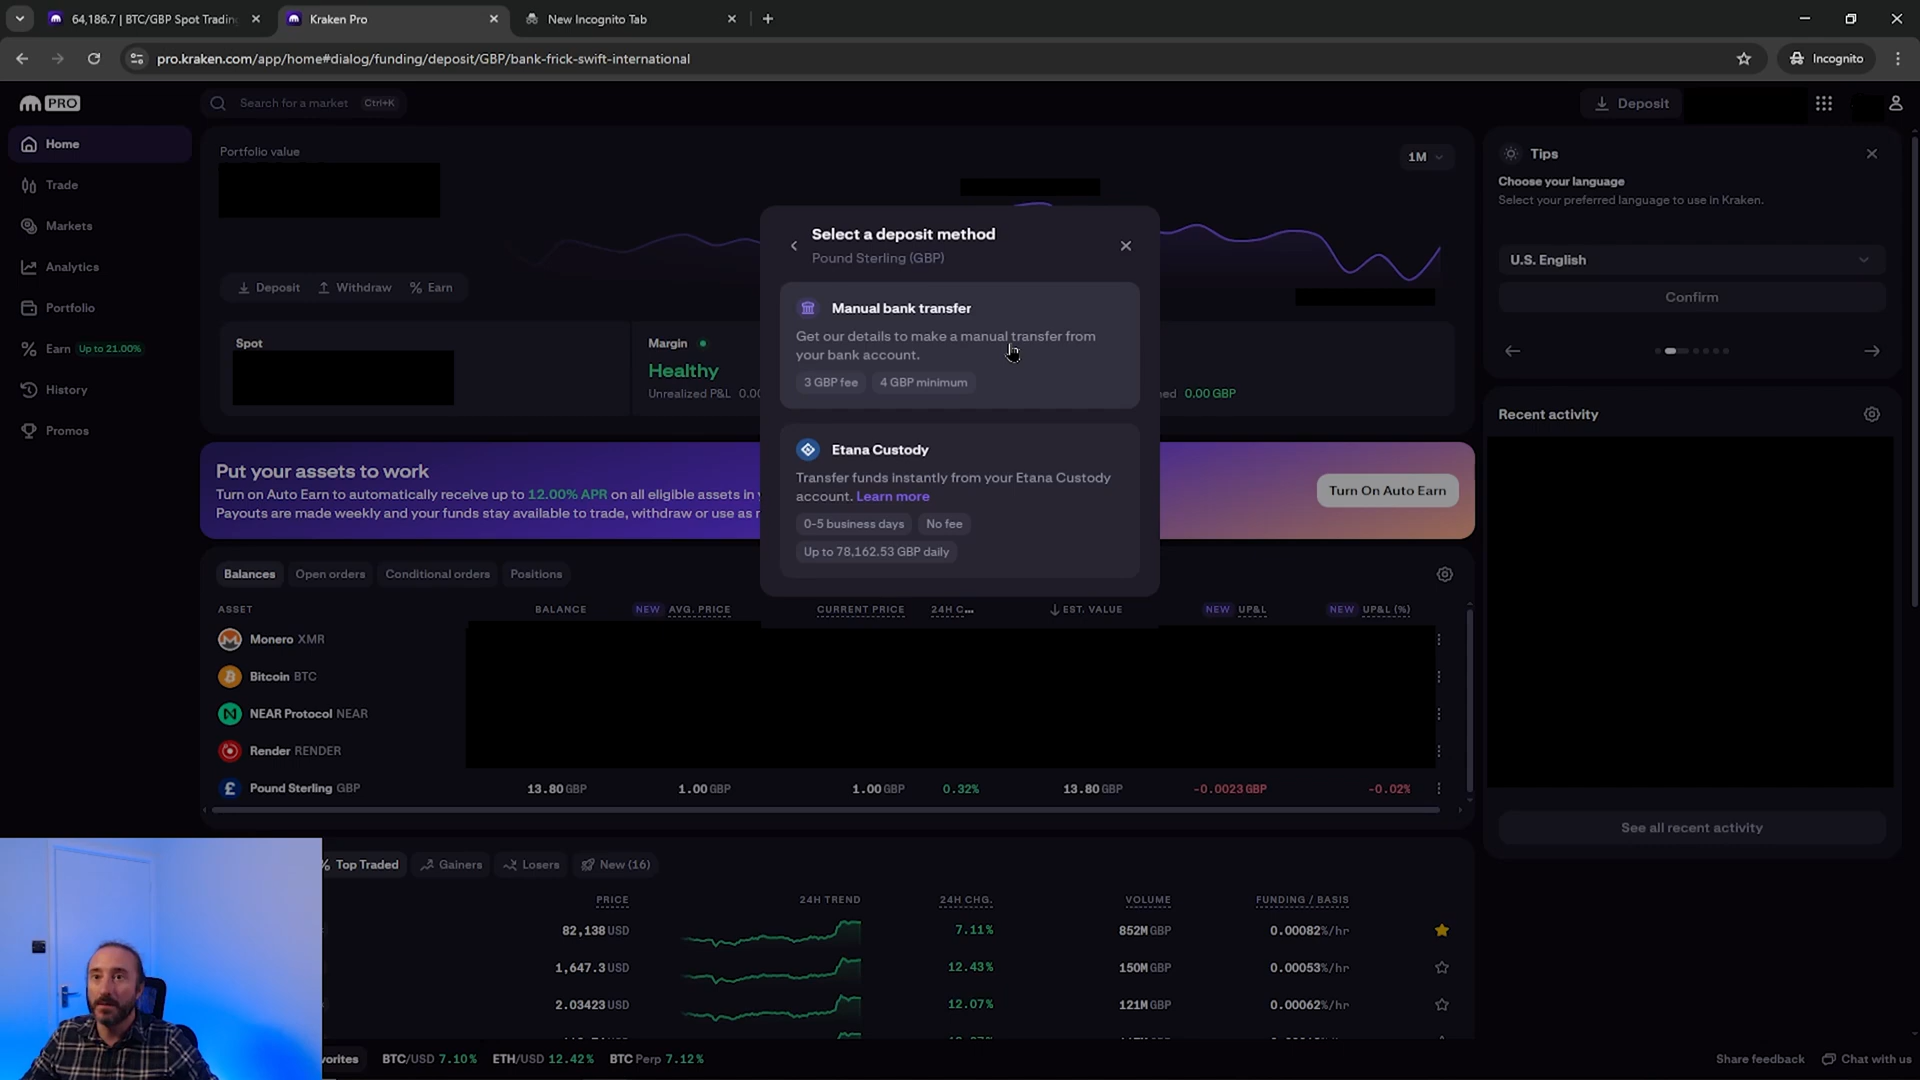 64,186.7 | BTC/GBP Spot Trading
Kraken Pro
New Incognito Tab
pro.kraken.com/app/home#dialog/funding/deposit/GBP/bank-frick-swift-international
Incognito
PRO
Search for a market Ctrl+K
Deposit
Home
Trade
Markets
Analytics
Portfolio
Earn Up to 21.00%
History
Promos
Portfolio value
1M
Deposit Withdraw % Earn
Spot
Margin
Healthy
Unrealized P&L 0.00
ed 0.00 GBP
Select a deposit method
Pound Sterling (GBP)
Manual bank transfer
Get our details to make a manual transfer from
your bank account.
3 GBP fee 4 GBP minimum
Etana Custody
Transfer funds instantly from your Etana Custody
account. Learn more
0-5 business days No fee
Up to 78,162.53 GBP daily
Tips
Choose your language
Select your preferred language to use in Kraken.
U.S. English
Confirm
Recent activity
See all recent activity
Put your assets to work
Turn on Auto Earn to automatically receive up to 12.00% APR on all eligible assets in y
Payouts are made weekly and your funds stay available to trade, withdraw or use as
Turn On Auto Earn
Balances Open orders Conditional orders Positions
ASSET BALANCE NEW AVG. PRICE CURRENT PRICE 24H C... EST. VALUE NEW UP&L NEW UP&L (%)
Monero XMR
Bitcoin BTC
NEAR Protocol NEAR
Render RENDER
£ Pound Sterling GBP 13.80 GBP 1.00 GBP 1.00 GBP 0.32% 13.80 GBP -0.0023 GBP -0.02%
% Top Traded Gainers Losers New (16)
PRICE 24H TREND 24H CHG. VOLUME FUNDING / BASIS
82,138 USD 7.11% 852M GBP 0.00082%/hr
1,647.3 USD 12.43% 150M GBP 0.00053%/hr
2.03423 USD 12.07% 121M GBP 0.00062%/hr
vorites BTC/USD 7.10% ETH/USD 12.42% BTC Perp 7.12%
Share feedback Chat with us